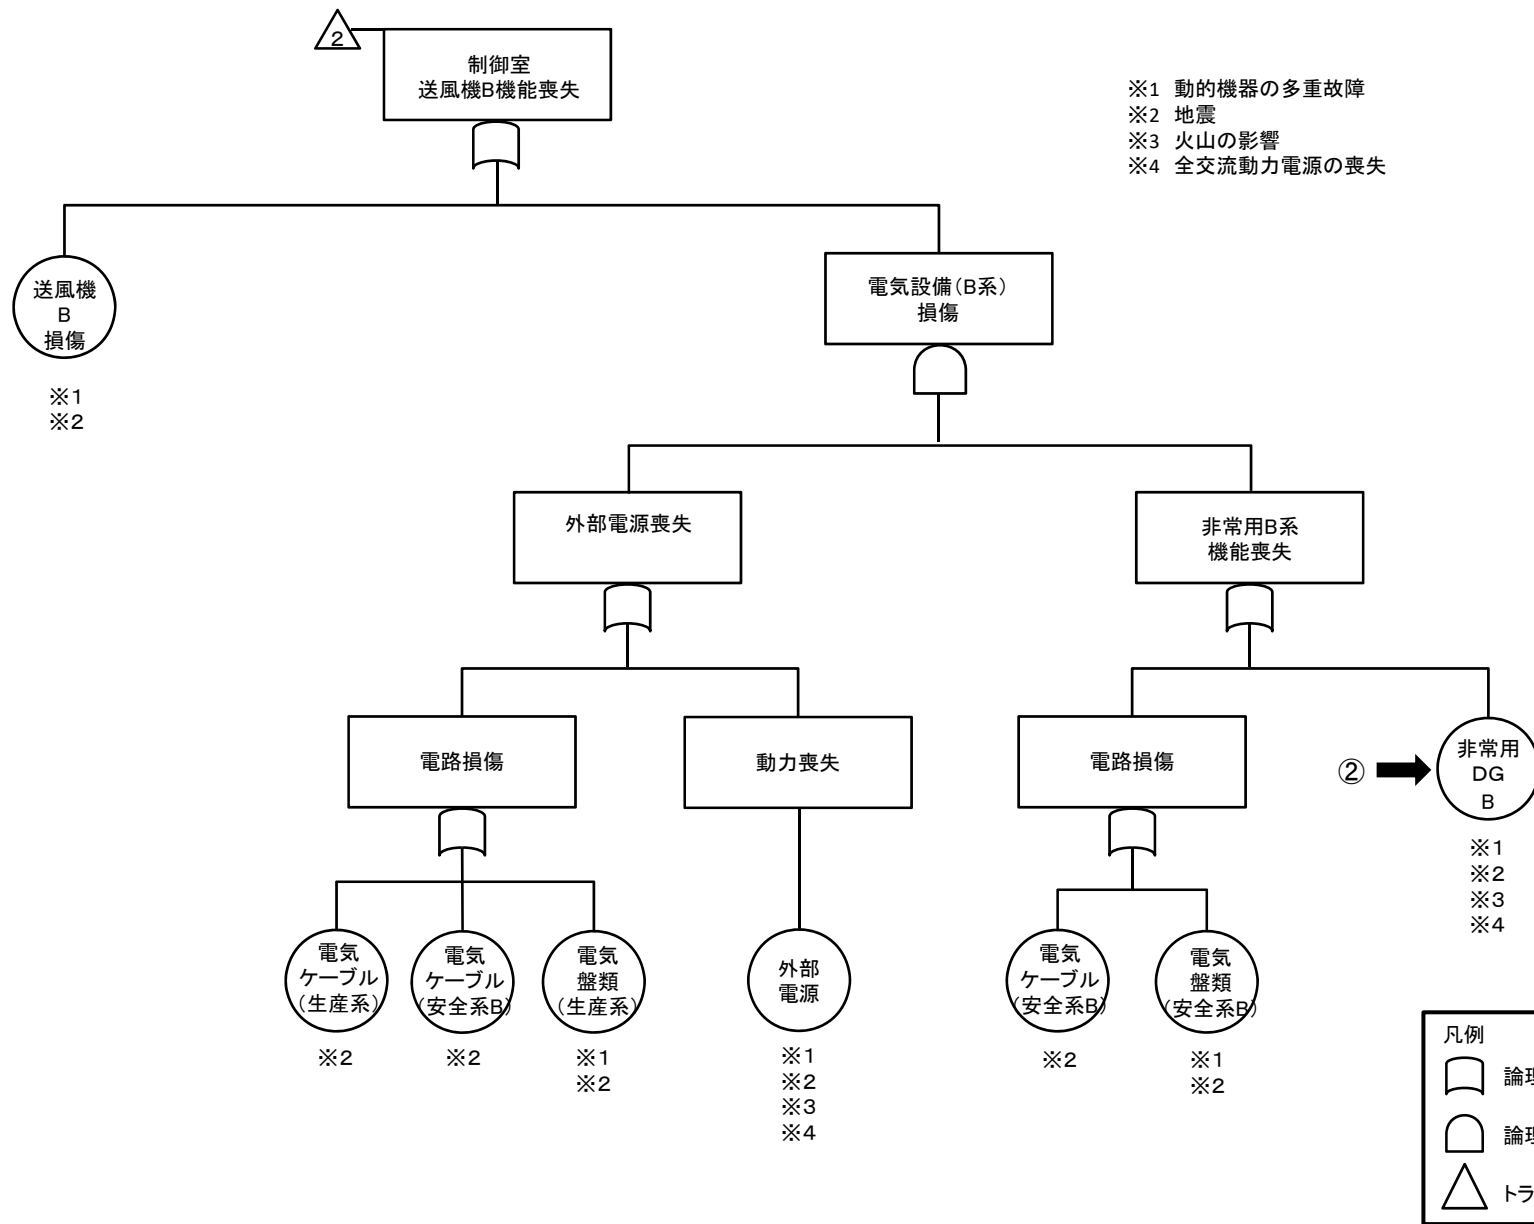 2
制御室
送風機B機能喪失
※1 動的機器の多重故障
※2 地震
※3 火山の影響
※4 全交流動力電源の喪失
送風機
B
損傷
※1
※2
電気設備(B系)
損傷
外部電源喪失
非常用B系
機能喪失
電路損傷
動力喪失
電路損傷
②
非常用
DG
B
※1
※2
※3
※4
電気
ケーブル
(生産系)
※2
電気
ケーブル
(安全系B)
※2
電気
盤類
(生産系)
※1
※2
外部
電源
※1
※2
※3
※4
電気
ケーブル
(安全系B)
※2
電気
盤類
(安全系B)
※1
※2
凡例
論理
論理
トラ